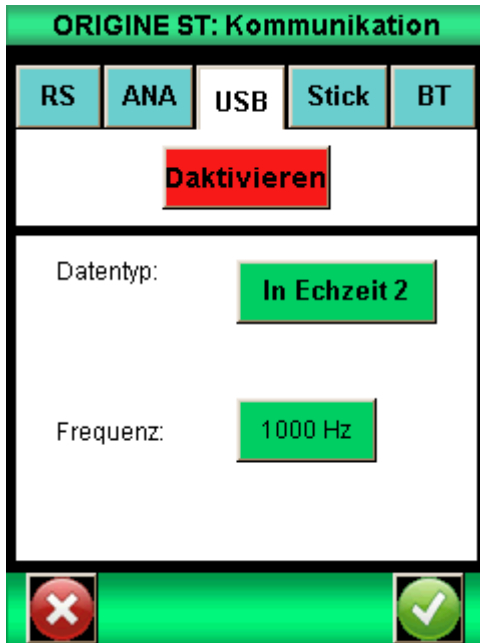 ORIGINE ST: Kommunikation
RS ANA USB Stick BT
Daktivieren
Datentyp: In Echzeit 2
Frequenz: 1000 Hz